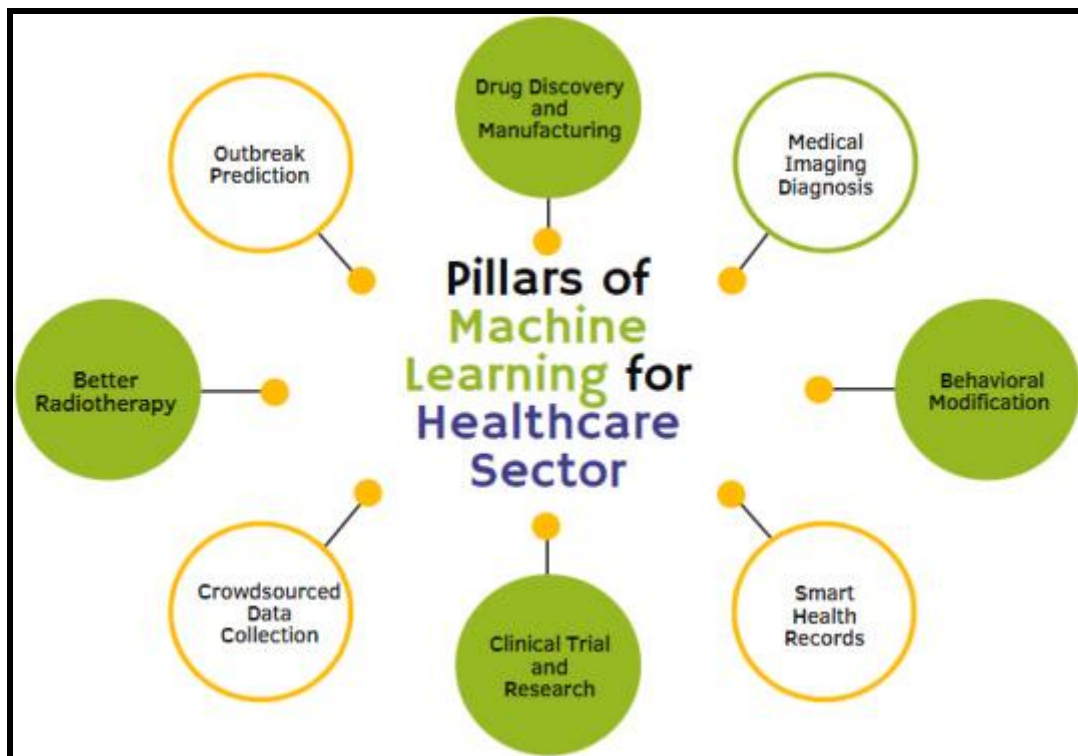 Drug Discovery
and
Manufacturing
Outbreak
Prediction
Medical
Imaging
Diagnosis
Pillars of
Machine
Learning for
Healthcare
Sector
Better
Radiotherapy
Behavioral
Modification
Crowdsourced
Data
Collection
Clinical Trial
and
Research
Smart
Health
Records